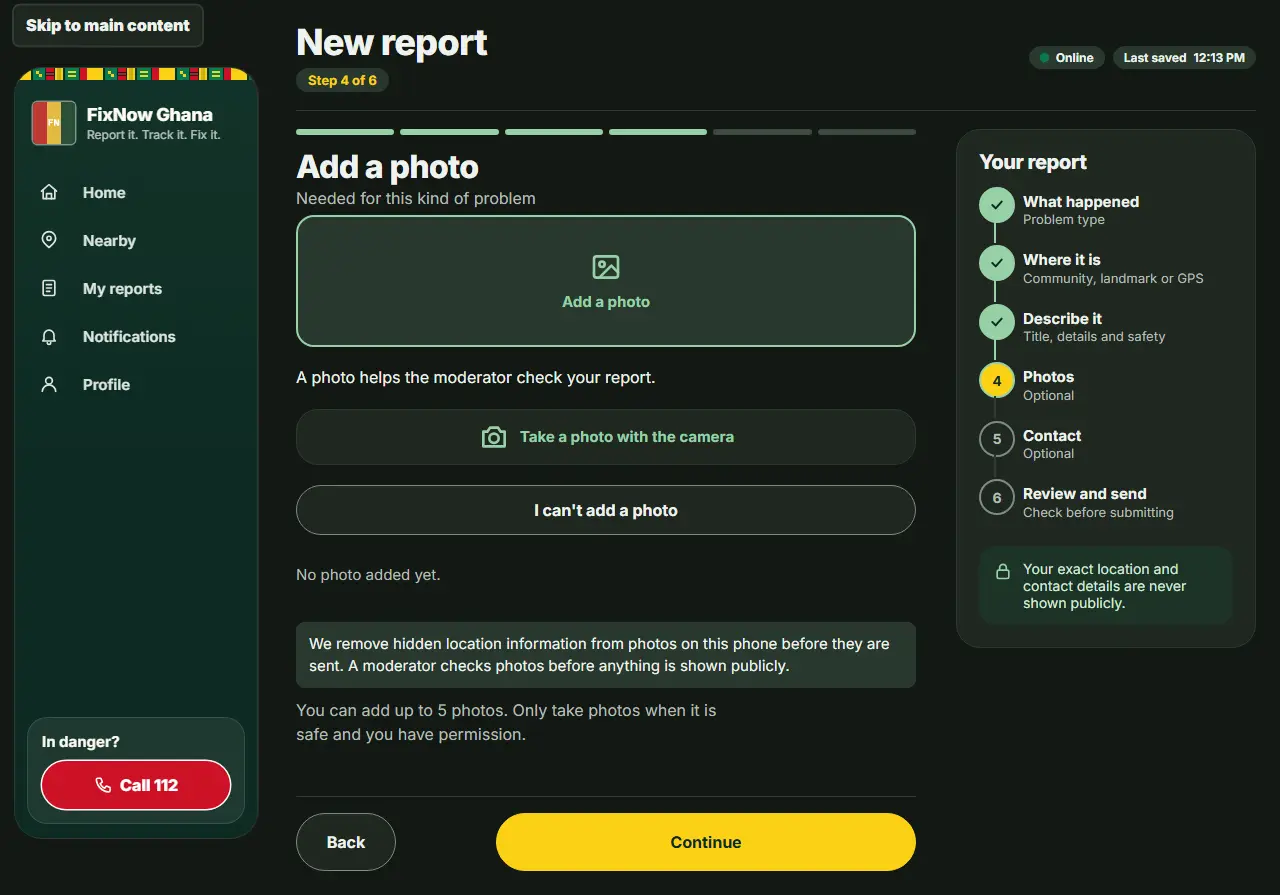 Skip to main content
FN
FixNow Ghana
Report it. Track it. Fix it.
Home
Nearby
My reports
Notifications
Profile
In danger?
Call 112
New report
Step 4 of 6
Online
Last saved 12:13 PM
Add a photo
Needed for this kind of problem
Add a photo
A photo helps the moderator check your report.
Take a photo with the camera
I can't add a photo
No photo added yet.
We remove hidden location information from photos on this phone before they are
sent. A moderator checks photos before anything is shown publicly.
You can add up to 5 photos. Only take photos when it is
safe and you have permission.
Back
Continue
Your report
What happened
Problem type
Where it is
Community, landmark or GPS
Describe it
Title, details and safety
4
Photos
Optional
5
Contact
Optional
6
Review and send
Check before submitting
Your exact location and
contact details are never
shown publicly.